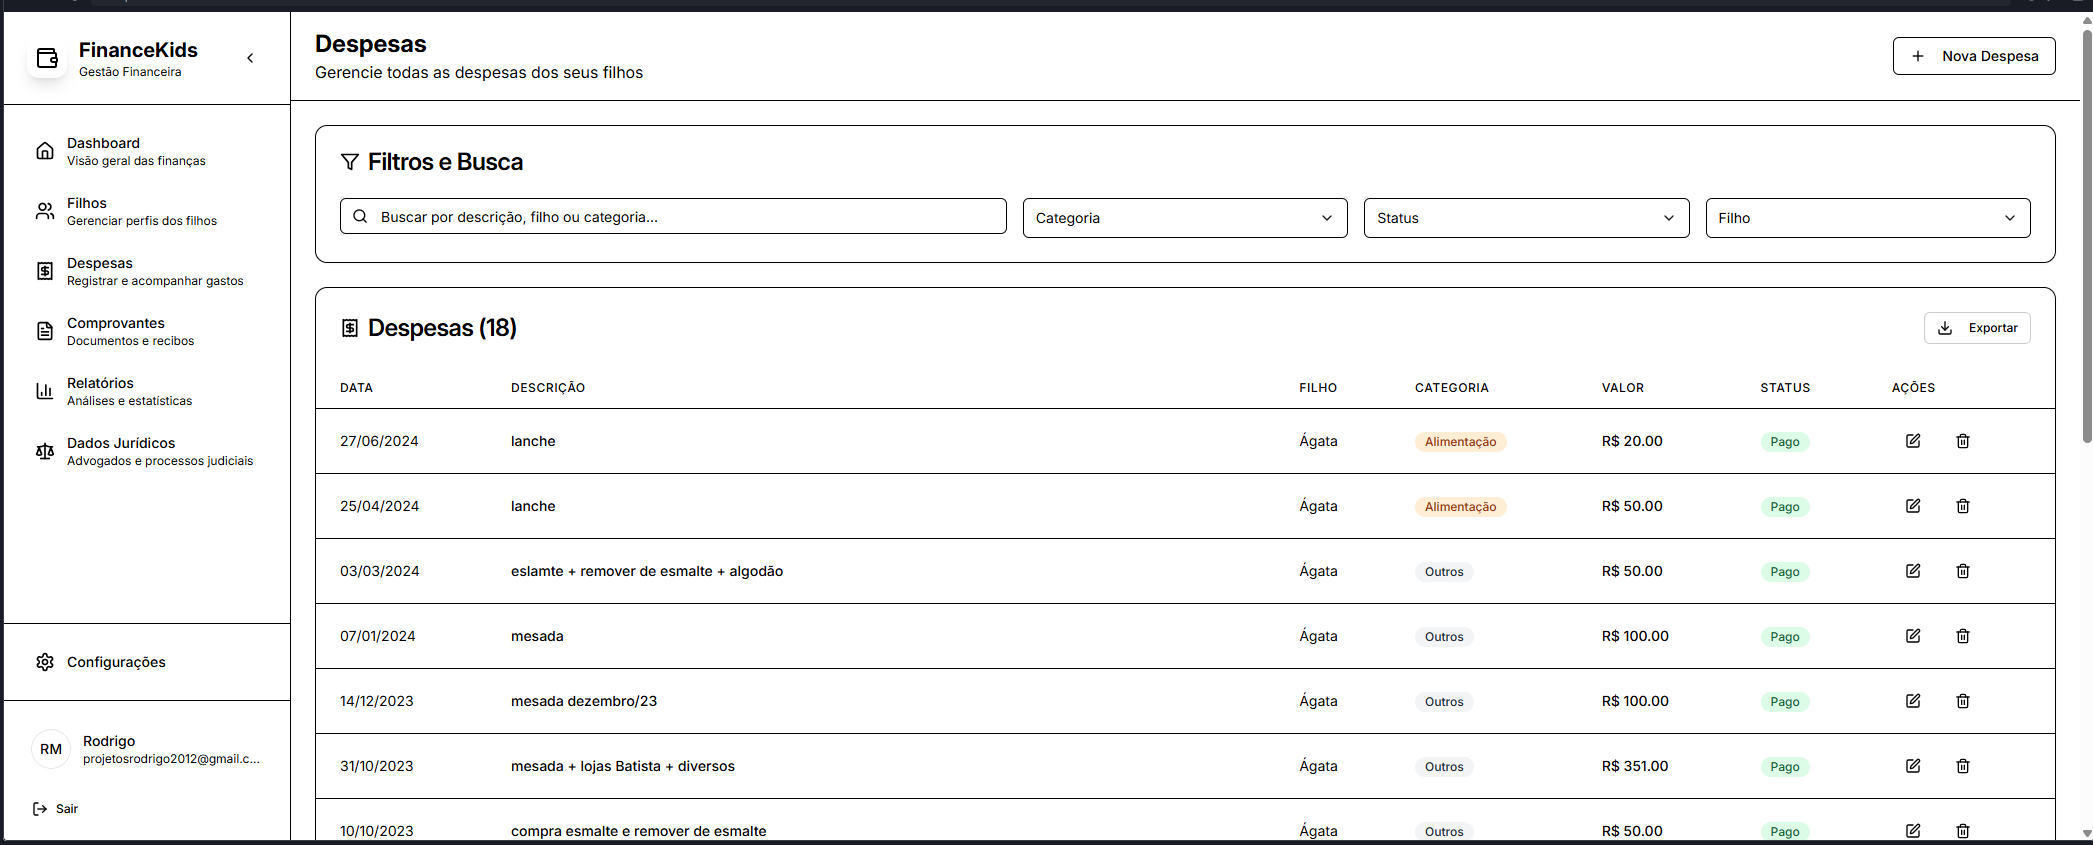 FinanceKids
Gestão Financeira
Dashboard
Visão geral das finanças
Filhos
Gerenciar perfis dos filhos
Despesas
Registrar e acompanhar gastos
Comprovantes
Documentos e recibos
Relatórios
Análises e estatísticas
Dados Jurídicos
Advogados e processos judiciais
Configurações
RM
Rodrigo
projetosrodrigo2012@gmail.c...
Sair
Despesas
Gerencie todas as despesas dos seus filhos
Nova Despesa
Filtros e Busca
Buscar por descrição, filho ou categoria... Categoria Status Filho
Despesas (18)
Exportar
DATA DESCRIÇÃO FILHO CATEGORIA VALOR STATUS AÇÕES
27/06/2024 lanche Ágata Alimentação R$ 20.00 Pago
25/04/2024 lanche Ágata Alimentação R$ 50.00 Pago
03/03/2024 eslamte + remover de esmalte + algodão Ágata Outros R$ 50.00 Pago
07/01/2024 mesada Ágata Outros R$ 100.00 Pago
14/12/2023 mesada dezembro/23 Ágata Outros R$ 100.00 Pago
31/10/2023 mesada + lojas Batista + diversos Ágata Outros R$ 351.00 Pago
10/10/2023 compra esmalte e remover de esmalte Ágata Outros R$ 50.00 Pago